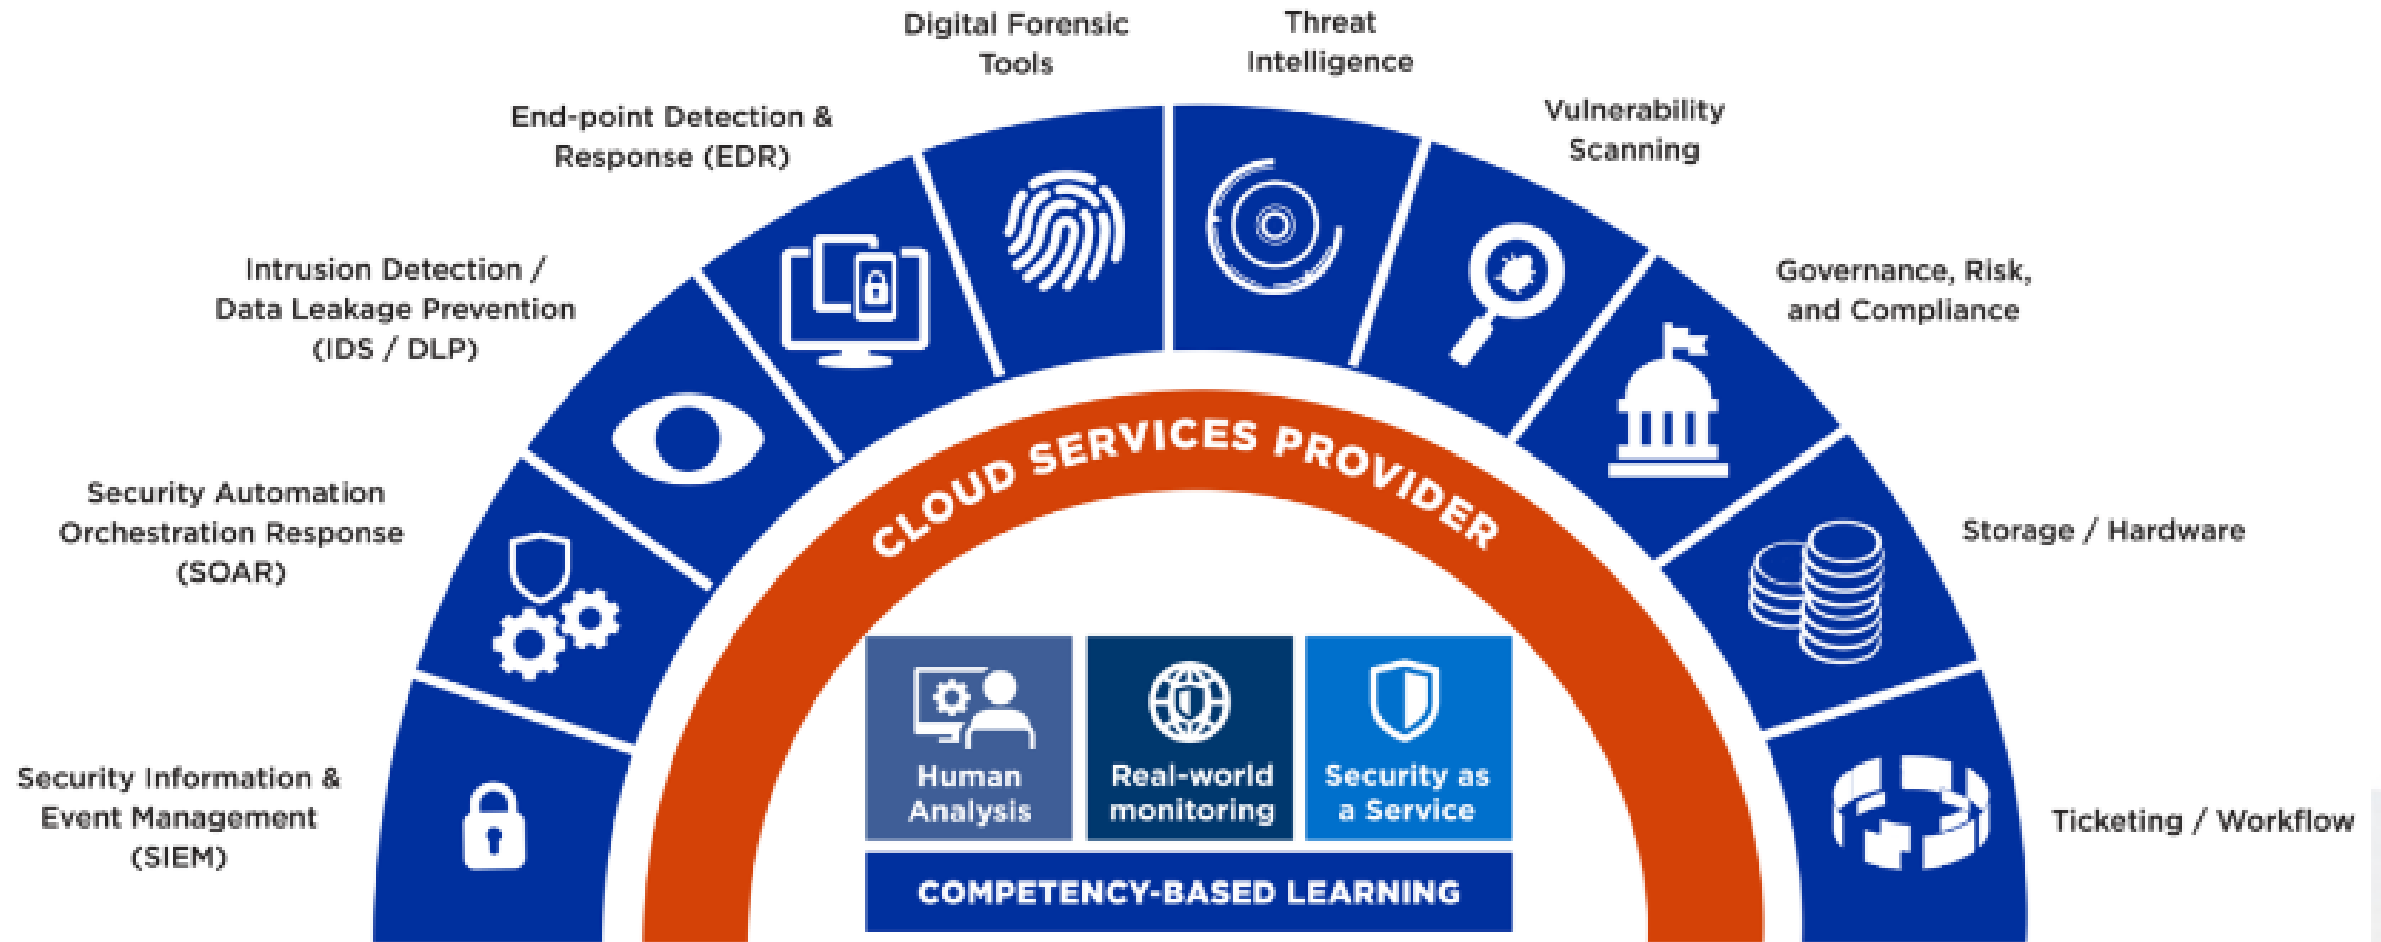 Digital Forensic
Tools
Threat
Intelligence
End-point Detection &
Response (EDR)
Vulnerability
Scanning
Intrusion Detection /
Data Leakage Prevention
(IDS / DLP)
Governance, Risk,
and Compliance
Security Automation
Orchestration Response
(SOAR)
Storage / Hardware
Security Information &
Event Management
(SIEM)
Ticketing / Workflow
CLOUD SERVICES PROVIDER
Human
Analysis
Real-world
monitoring
Security as
a Service
COMPETENCY-BASED LEARNING